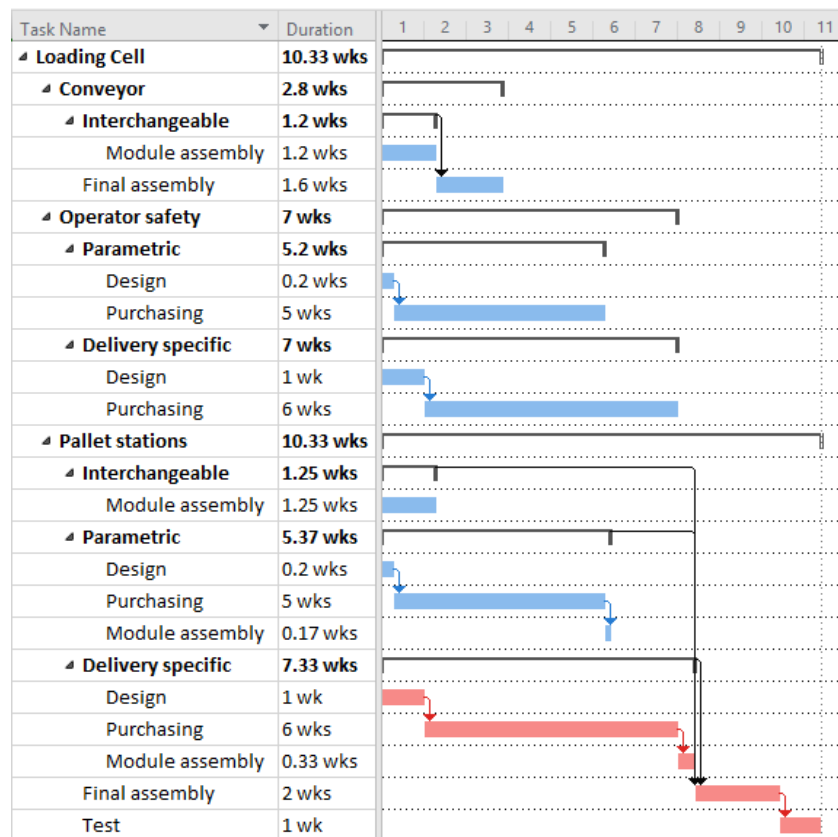 Task Name Duration 1 2 3 4 5 6 7 8 9 10 11
Loading Cell 10.33 wks
Conveyor 2.8 wks
Interchangeable 1.2 wks
Module assembly 1.2 wks
Final assembly 1.6 wks
Operator safety 7 wks
Parametric 5.2 wks
Design 0.2 wks
Purchasing 5 wks
Delivery specific 7 wks
Design 1 wk
Purchasing 6 wks
Pallet stations 10.33 wks
Interchangeable 1.25 wks
Module assembly 1.25 wks
Parametric 5.37 wks
Design 0.2 wks
Purchasing 5 wks
Module assembly 0.17 wks
Delivery specific 7.33 wks
Design 1 wk
Purchasing 6 wks
Module assembly 0.33 wks
Final assembly 2 wks
Test 1 wk